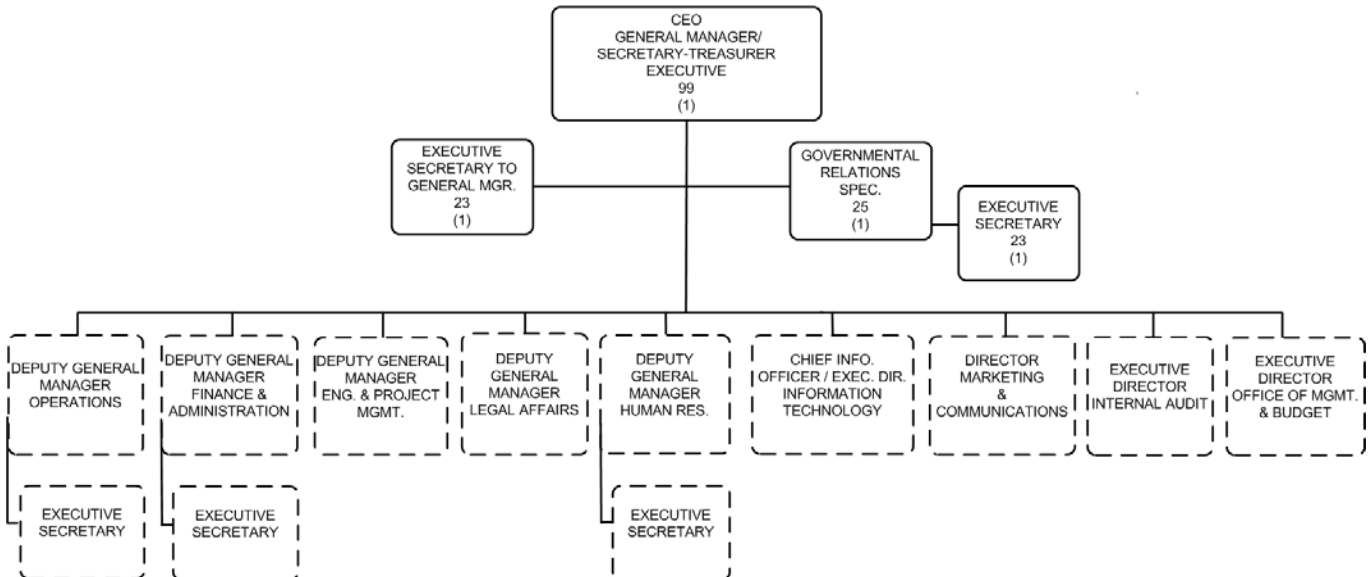 CEO
GENERAL MANAGER/
SECRETARY-TREASURER
EXECUTIVE
99
(1)
EXECUTIVE
SECRETARY TO
GENERAL MGR.
23
(1)
GOVERNMENTAL
RELATIONS
SPEC.
25
(1)
EXECUTIVE
SECRETARY
23
(1)
DEPUTY GENERAL
MANAGER
OPERATIONS
DEPUTY GENERAL
MANAGER
FINANCE &
ADMINISTRATION
DEPUTY GENERAL
MANAGER
ENG. & PROJECT
MGMT.
DEPUTY
GENERAL
MANAGER
LEGAL AFFAIRS
DEPUTY
GENERAL
MANAGER
HUMAN RES.
CHIEF INFO.
OFFICER / EXEC. DIR.
INFORMATION
TECHNOLOGY
DIRECTOR
MARKETING
&
COMMUNICATIONS
EXECUTIVE
DIRECTOR
INTERNAL AUDIT
EXECUTIVE
DIRECTOR
OFFICE OF MGMT.
& BUDGET
EXECUTIVE
SECRETARY
EXECUTIVE
SECRETARY
EXECUTIVE
SECRETARY